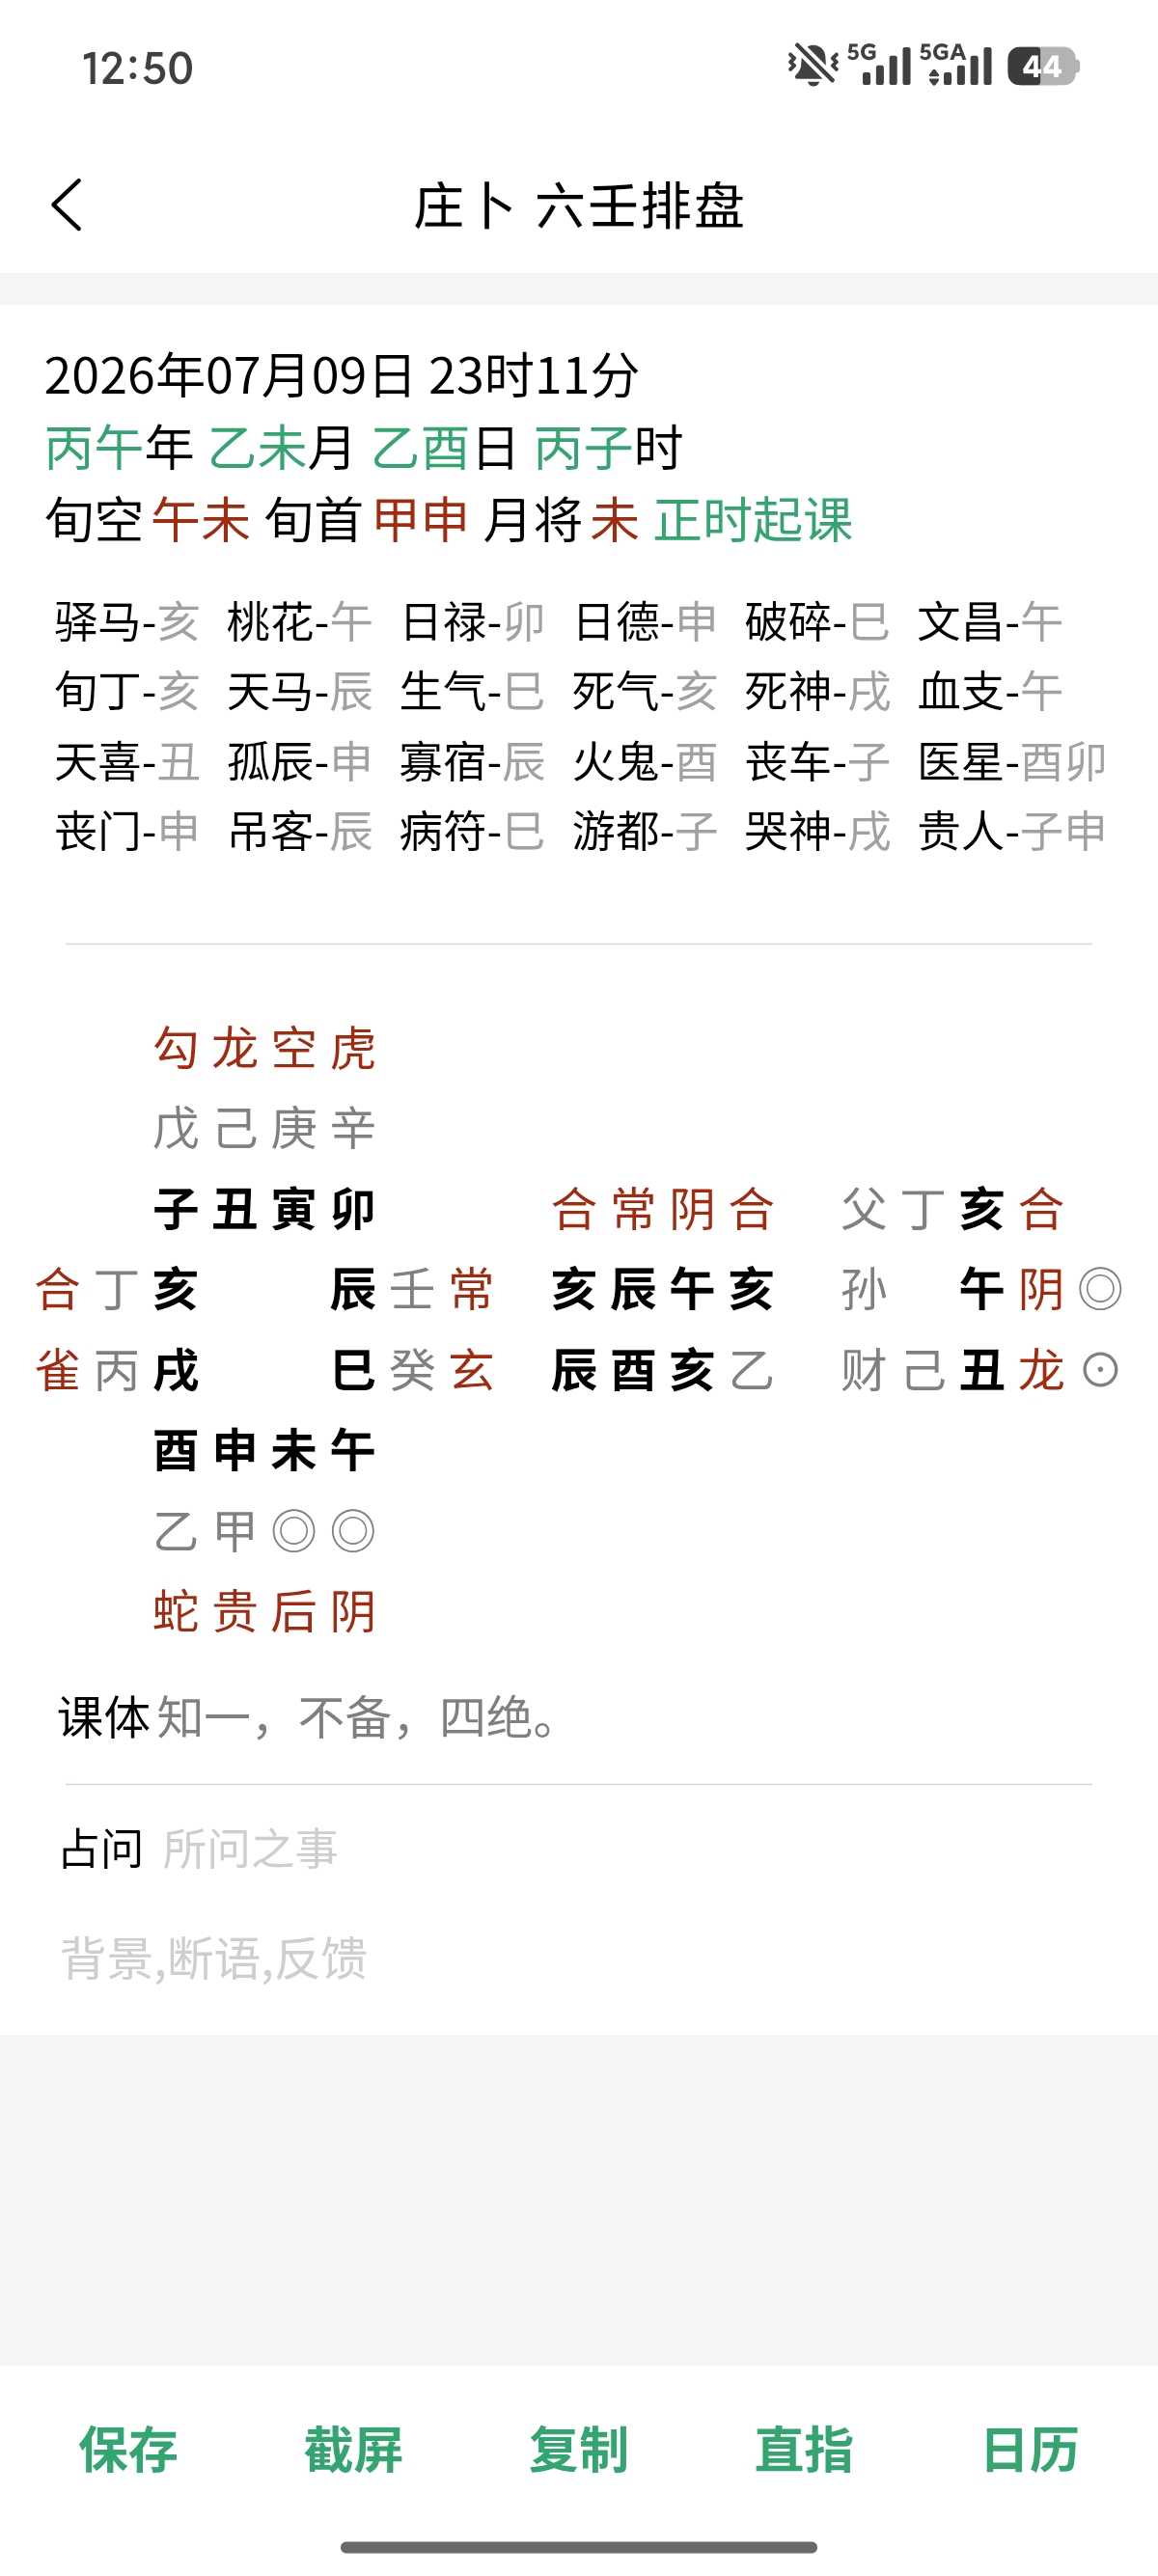 12:50 5G 5GA 44
庄卜 六壬排盘
2026年07月09日 23时11分
丙午年 乙未月 乙酉日 丙子时
旬空 午未 旬首 甲申 月将 未 正时起课
驿马-亥 桃花-午 日禄-卯 日德-申 破碎-巳 文昌-午
旬丁-亥 天马-辰 生气-巳 死气-亥 死神-戌 血支-午
天喜-丑 孤辰-申 寡宿-辰 火鬼-酉 丧车-子 医星-酉卯
丧门-申 吊客-辰 病符-巳 游都-子 哭神-戌 贵人-子申
勾 龙 空 虎
戊 己 庚 辛
子 丑 寅 卯 合 常 阴 合 父 丁 亥 合
合 丁 亥 辰 壬 常 亥 辰 午 亥 孙 午 阴 ◎
雀 丙 戌 巳 癸 玄 辰 酉 亥 乙 财 己 丑 龙 ⊙
酉 申 未 午
乙 甲 ◎ ◎
蛇 贵 后 阴
课体 知一，不备，四绝。
占问 所问之事
背景,断语,反馈
保存 截屏 复制 直指 日历